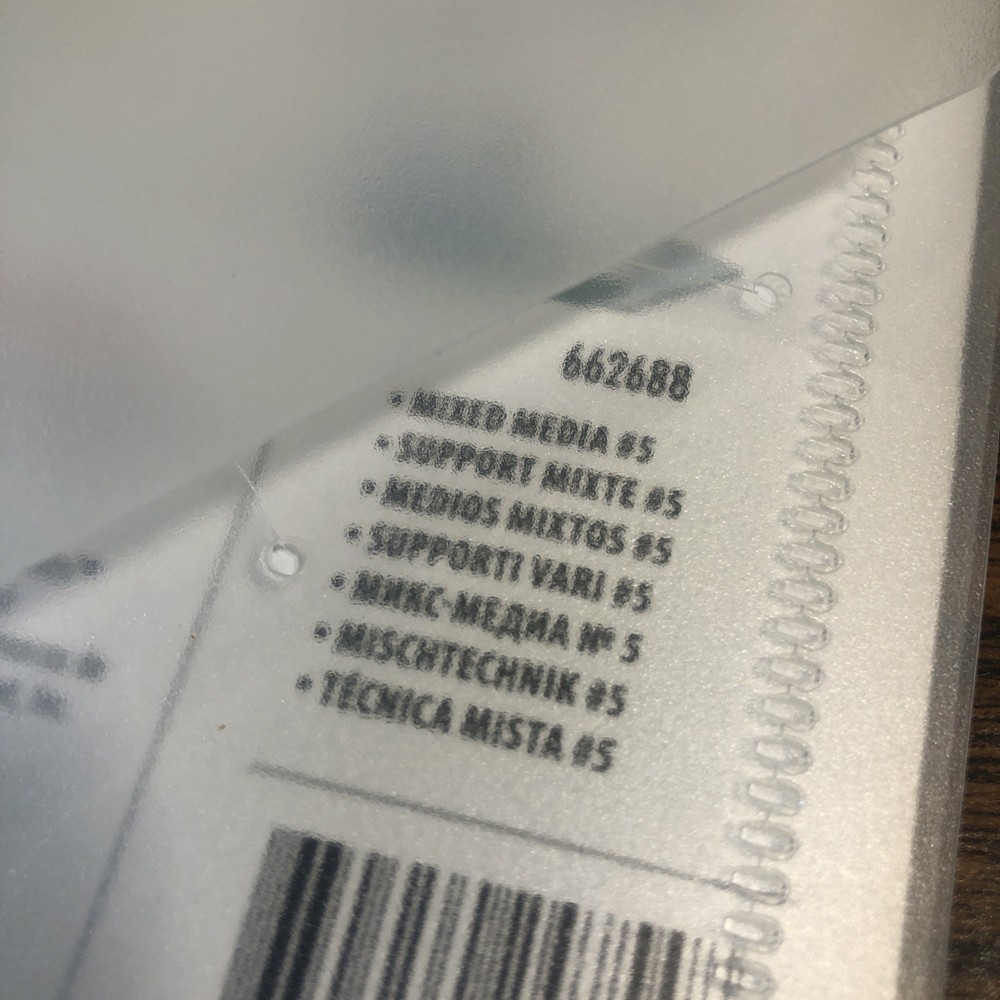 662688
• MIXED MEDIA #5
• SUPPORT MIXTE #5
• MEDIOS MIXTOS #5
• SUPPORTI VARI #5
• МИКС-МЕДИА № 5
• MISCHTECHNIK #5
• TÉCNICA MISTA #5